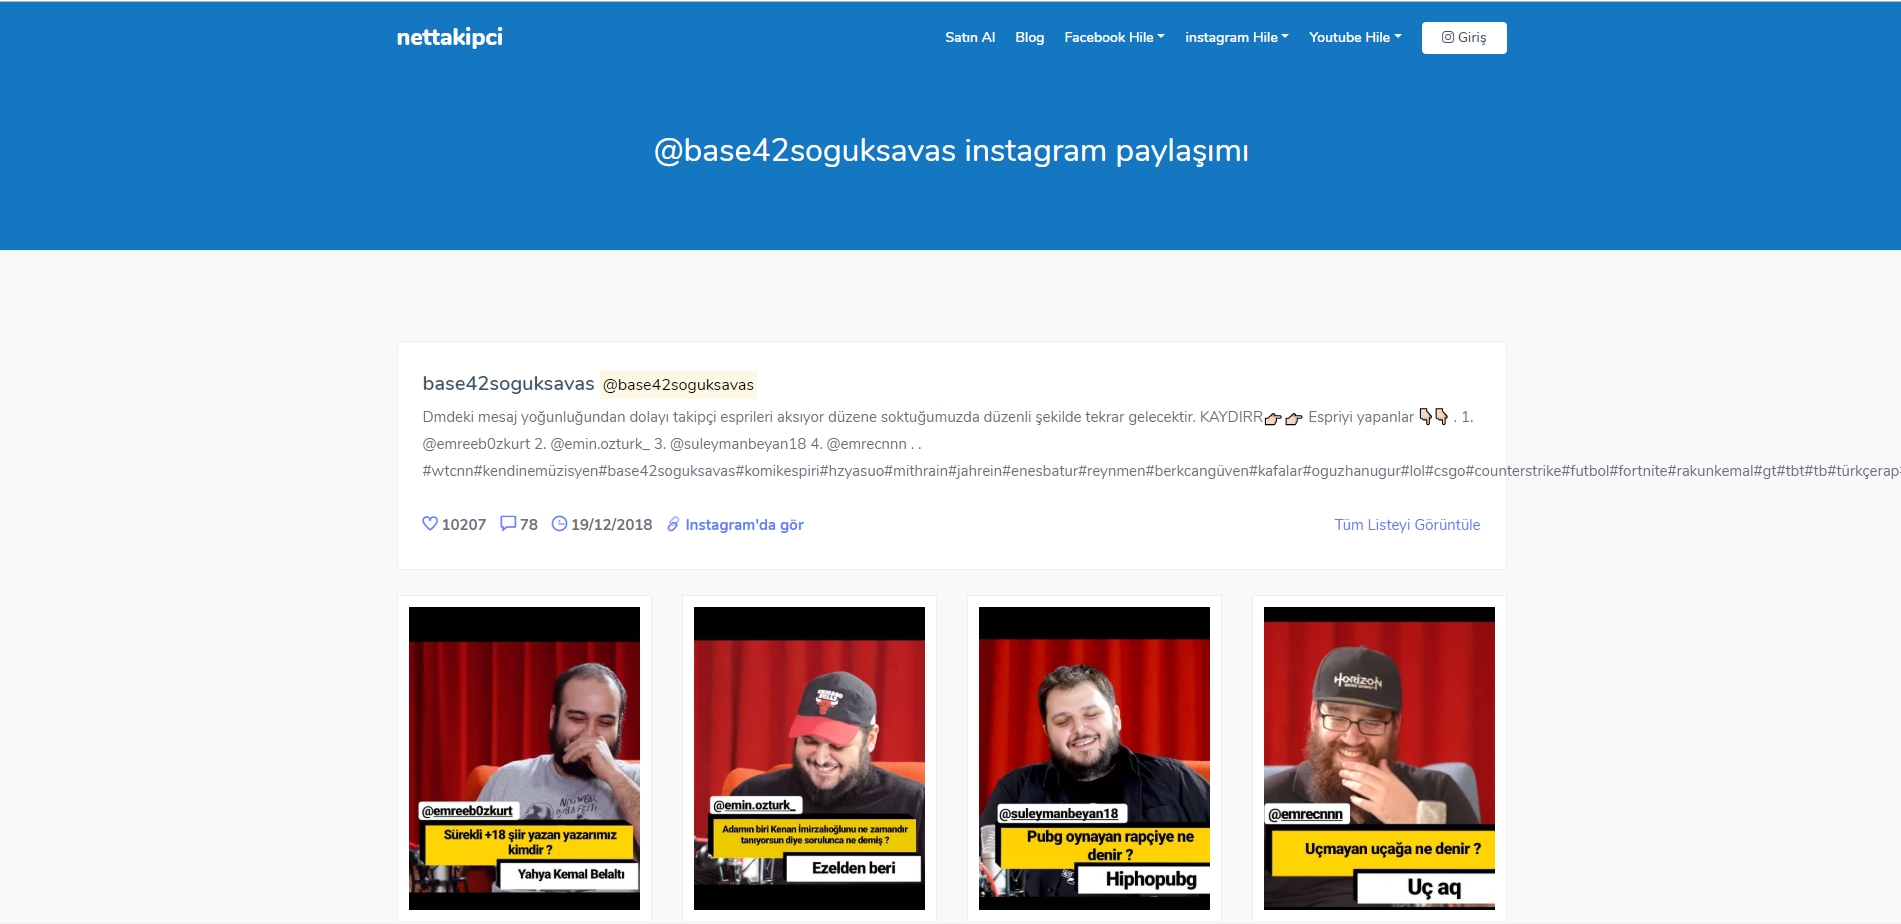 nettakipci
Satın Al Blog Facebook Hile instagram Hile Youtube Hile Giriş
@base42soguksavas instagram paylaşımı
base42soguksavas @base42soguksavas
Dmdeki mesaj yoğunluğundan dolayı takipçi esprileri aksıyor düzene soktuğumuzda düzenli şekilde tekrar gelecektir. KAYDIRR👉🏻👉🏻 Espriyi yapanlar 👇🏻👇🏻 . 1.
@emreeb0zkurt 2. @emin.ozturk_ 3. @suleymanbeyan18 4. @emrecnnn . .
#wtcnn#kendinemüzisyen#base42soguksavas#komikespiri#hzyasuo#mithrain#jahrein#enesbatur#reynmen#berkcangüven#kafalar#oguzhanugur#lol#csgo#counterstrike#futbol#fortnite#rakunkemal#gt#tbt#tb#türkçerap
10207 78 19/12/2018 Instagram'da gör Tüm Listeyi Görüntüle
@emreeb0zkurt
Sürekli +18 şiir yazan yazarımız
kimdir ?
Yahya Kemal Belaltı
CHICAGO
BULLS
@emin.ozturk_
Adamın biri Kenan İmirzalıoğlunu ne zamandır
tanıyorsun diye sorulunca ne demiş ?
Ezelden beri
@suleymanbeyan18
Pubg oynayan rapçiye ne
denir ?
Hiphopubg
HORIZON
@emrecnnn
Uçmayan uçağa ne denir ?
Uç aq